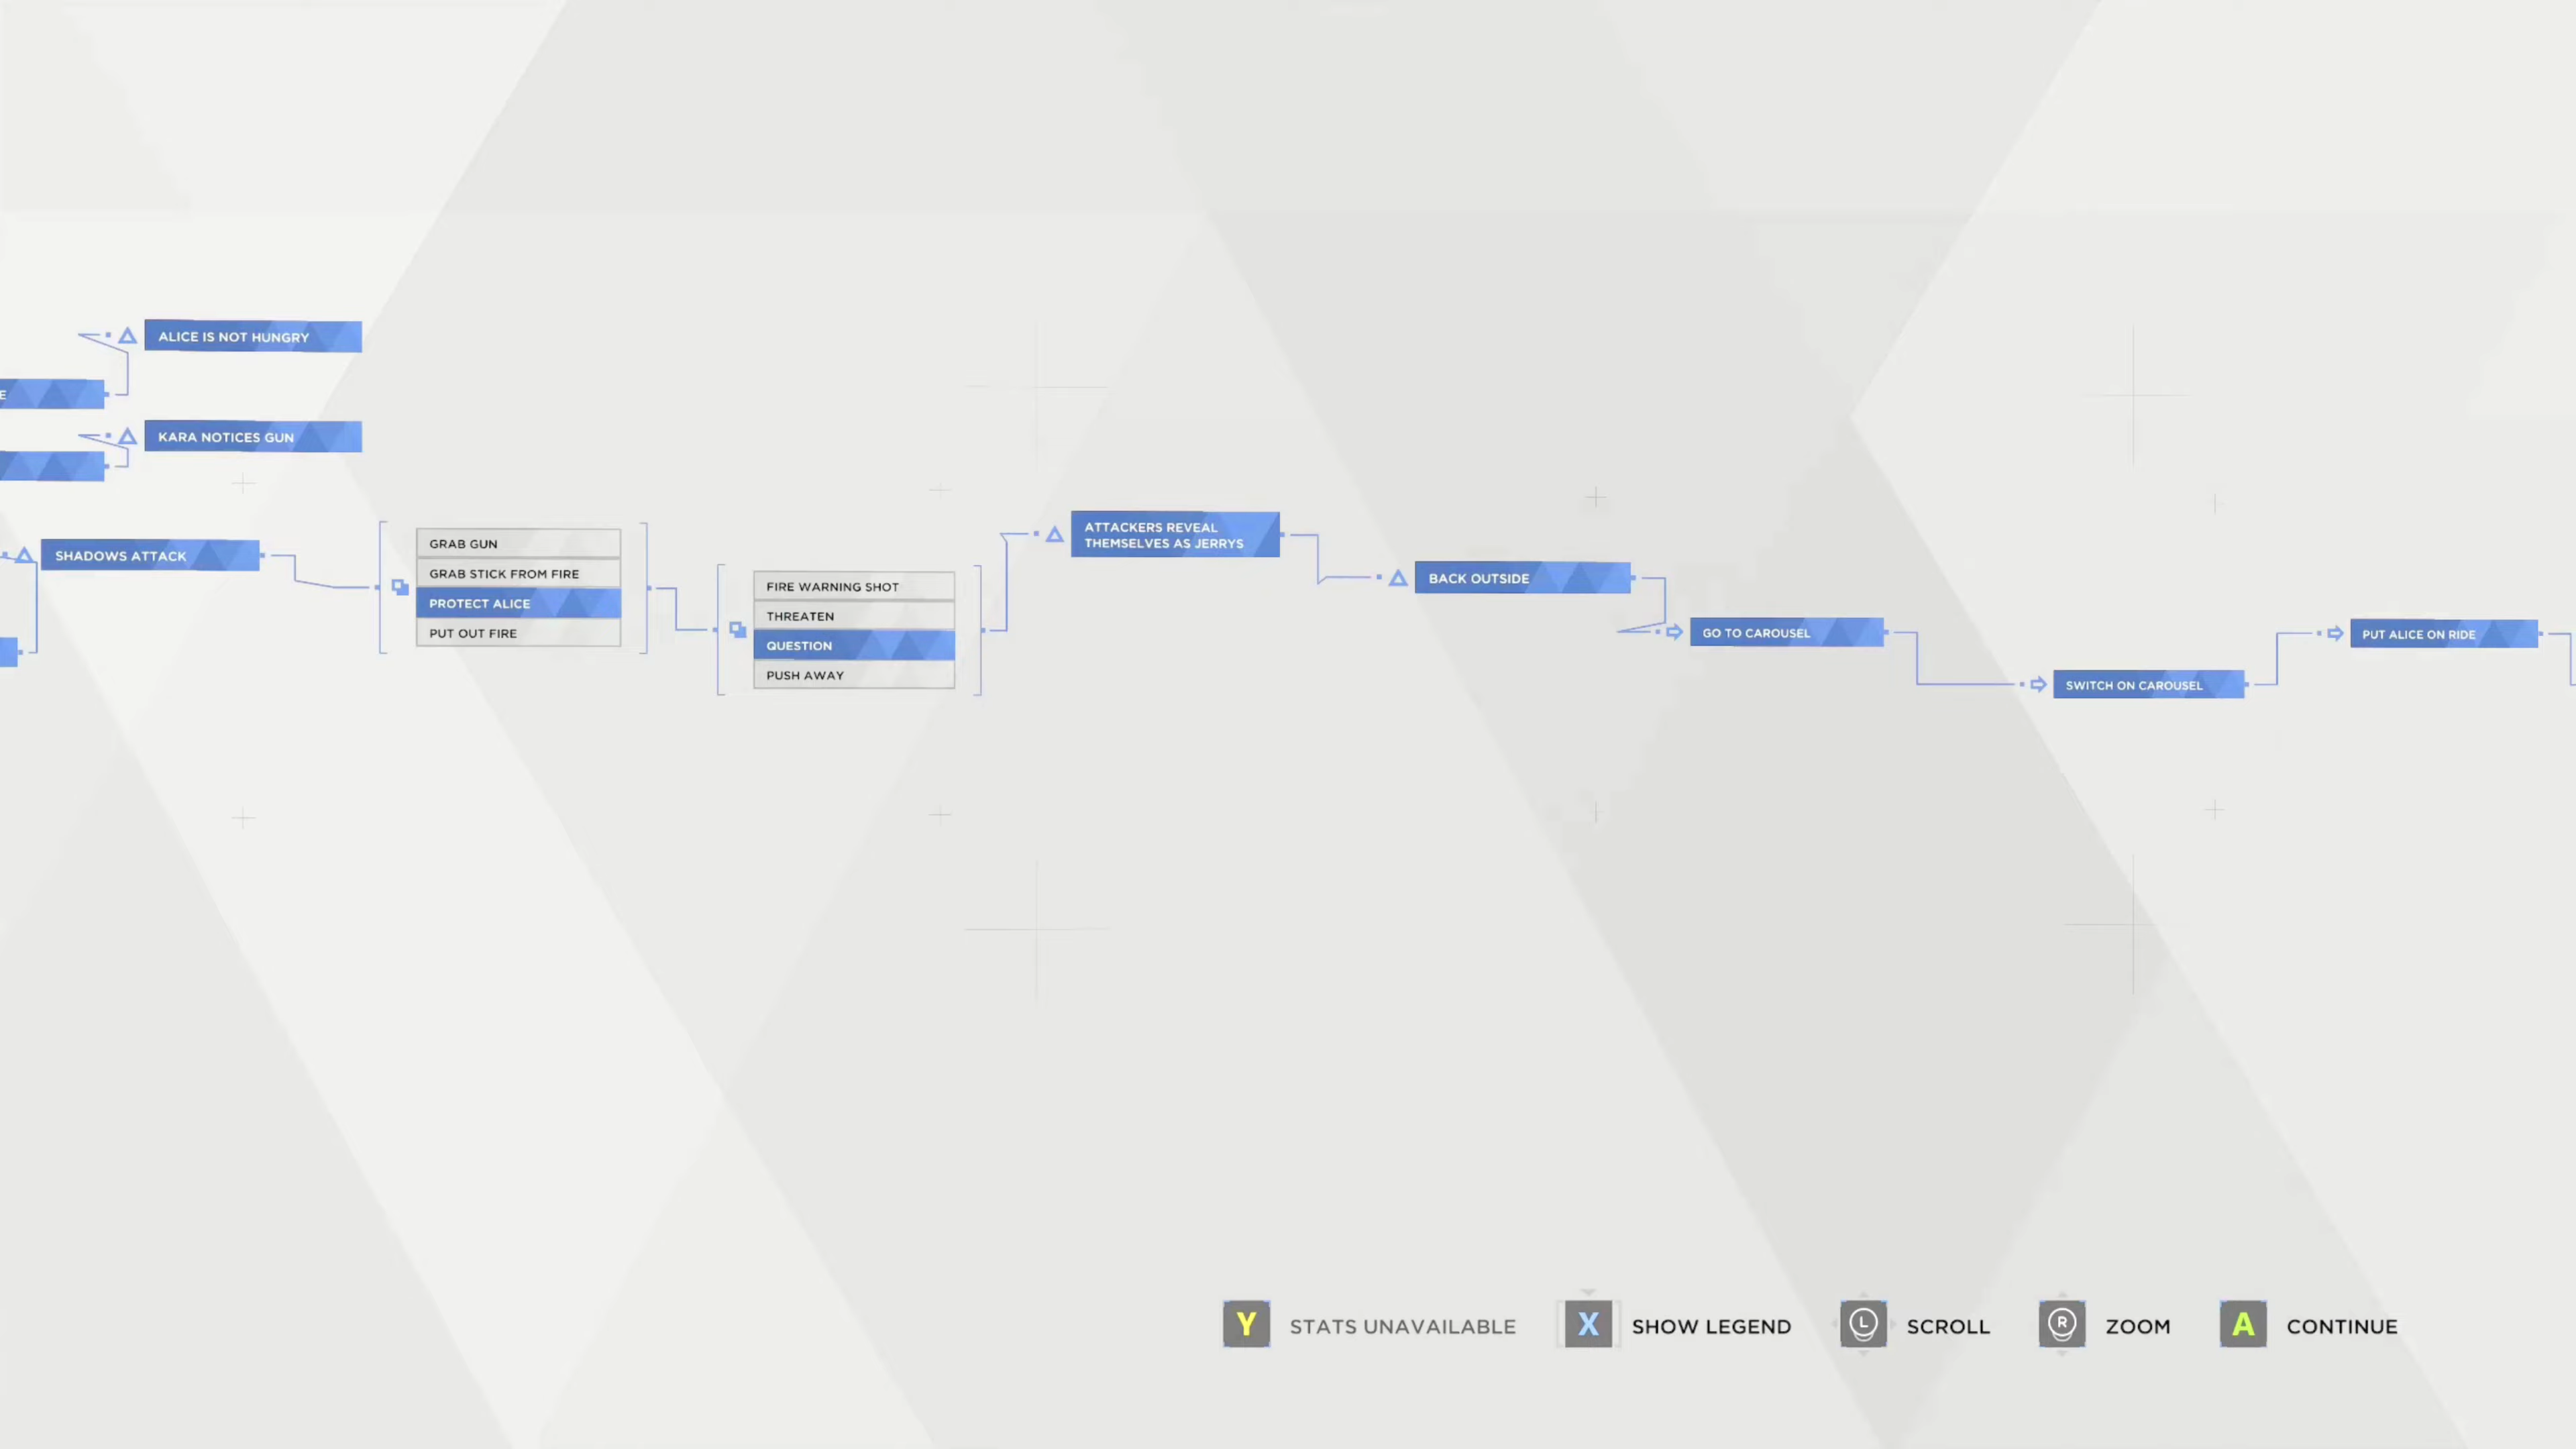 ALICE IS NOT HUNGRY
E
KARA NOTICES GUN
SHADOWS ATTACK
GRAB GUN
GRAB STICK FROM FIRE
PROTECT ALICE
PUT OUT FIRE
FIRE WARNING SHOT
THREATEN
QUESTION
PUSH AWAY
ATTACKERS REVEAL
THEMSELVES AS JERRYS
BACK OUTSIDE
GO TO CAROUSEL
SWITCH ON CAROUSEL
PUT ALICE ON RIDE
Y STATS UNAVAILABLE X SHOW LEGEND L SCROLL R ZOOM A CONTINUE